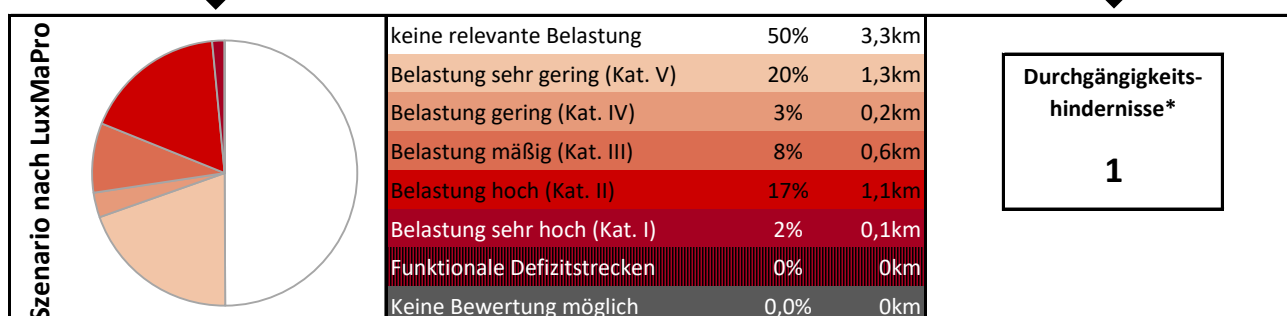 Szenario nach LuxMaPro
keine relevante Belastung 50% 3,3km
Belastung sehr gering (Kat. V) 20% 1,3km
Belastung gering (Kat. IV) 3% 0,2km
Belastung mäßig (Kat. III) 8% 0,6km
Belastung hoch (Kat. II) 17% 1,1km
Belastung sehr hoch (Kat. I) 2% 0,1km
Funktionale Defizitstrecken 0% 0km
Keine Bewertung möglich 0,0% 0km
Durchgängigkeits-
hindernisse*
1